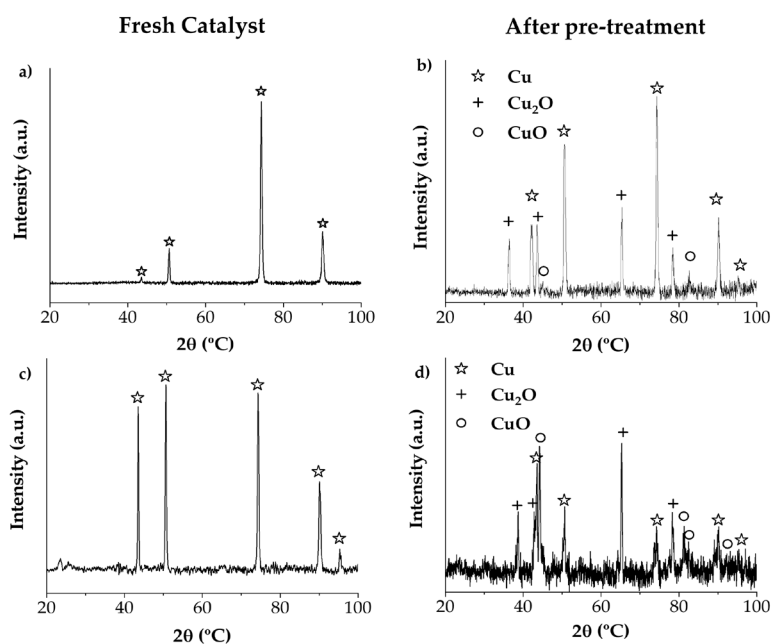 Fresh Catalyst
After pre-treatment
a)
Intensity (a.u.)
20 40 60 80 100
2θ (ºC)
b)
Cu
+ Cu₂O
CuO
Intensity (a.u.)
20 40 60 80 100
2θ (ºC)
c)
Intensity (a.u.)
20 40 60 80 100
2θ (ºC)
d)
Cu
+ Cu₂O
CuO
Intensity (a.u.)
20 40 60 80 100
2θ (ºC)